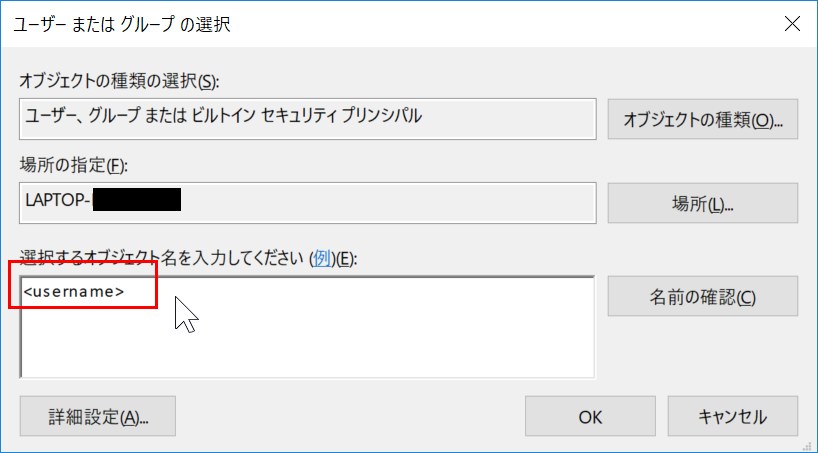 ユーザー または グループ の選択
オブジェクトの種類の選択(S):
ユーザー、グループ または ビルトイン セキュリティ プリンシパル
オブジェクトの種類(O)...
場所の指定(F):
LAPTOP-
場所(L)...
選択するオブジェクト名を入力してください (例)(E):
<username>
名前の確認(C)
詳細設定(A)...
OK
キャンセル